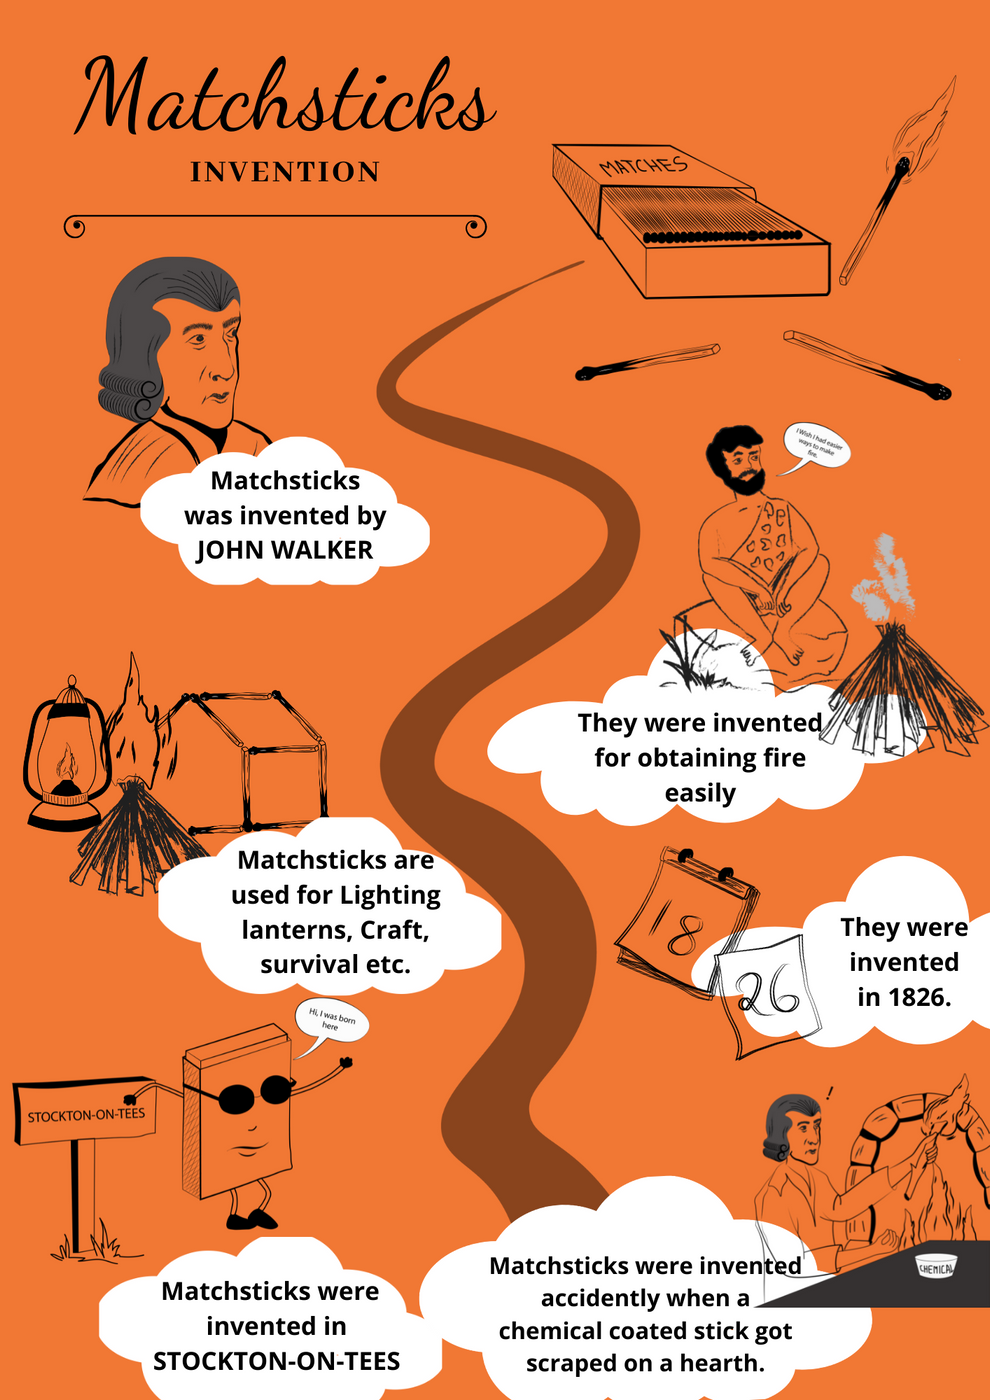 Matchsticks
INVENTION
MATCHES
Matchsticks
was invented by
JOHN WALKER
I Wish I had easier
ways to make
fire.
They were invented
for obtaining fire
easily
Matchsticks are
used for Lighting
lanterns, Craft,
survival etc.
18
26
They were
invented
in 1826.
Hi, I was born
here
STOCKTON-ON-TEES
!
CHEMICAL
Matchsticks were
invented in
STOCKTON-ON-TEES
Matchsticks were invented
accidently when a
chemical coated stick got
scraped on a hearth.